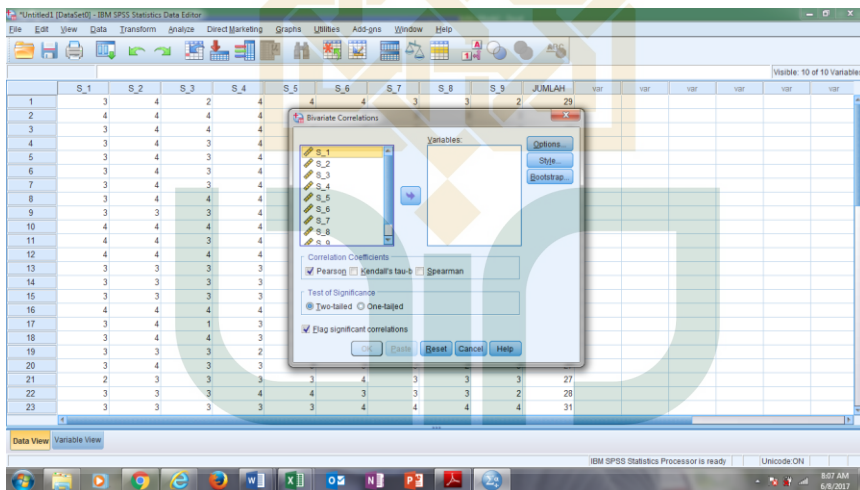 *Untitled1 [DataSet0] - IBM SPSS Statistics Data Editor
File Edit View Data Transform Analyze Direct Marketing Graphs Utilities Add-ons Window Help
Visible: 10 of 10 Variables
S_1 S_2 S_3 S_4 S_5 S_6 S_7 S_8 S_9 JUMLAH var var var var var var
1 3 4 2 4 4 4 3 3 2 29
2 4 4 4 4
3 3 4 4 4
4 3 4 3 4
5 3 4 3 4
6 3 4 3 4
7 3 4 3 4
8 3 4 4 4
9 3 3 3 4
10 4 4 4 4
11 4 4 3 4
12 4 4 4 4
13 3 3 3 3
14 3 3 3 3
15 3 3 3 3
16 4 4 4 4
17 3 4 1 3
18 3 4 4 3
19 3 3 3 2
20 3 4 3 3
21 2 3 3 3 3 4 3 3 3 27
22 3 3 3 4 4 3 3 3 2 28
23 3 3 3 3 3 4 4 4 4 31
Bivariate Correlations
Variables:
S_1
S_2
S_3
S_4
S_5
S_6
S_7
S_8
S_9
Options...
Style...
Bootstrap...
Correlation Coefficients
Pearson Kendall's tau-b Spearman
Test of Significance
Two-tailed One-tailed
Flag significant correlations
OK Paste Reset Cancel Help
Data View Variable View
IBM SPSS Statistics Processor is ready Unicode:ON
8:07 AM
6/8/2017